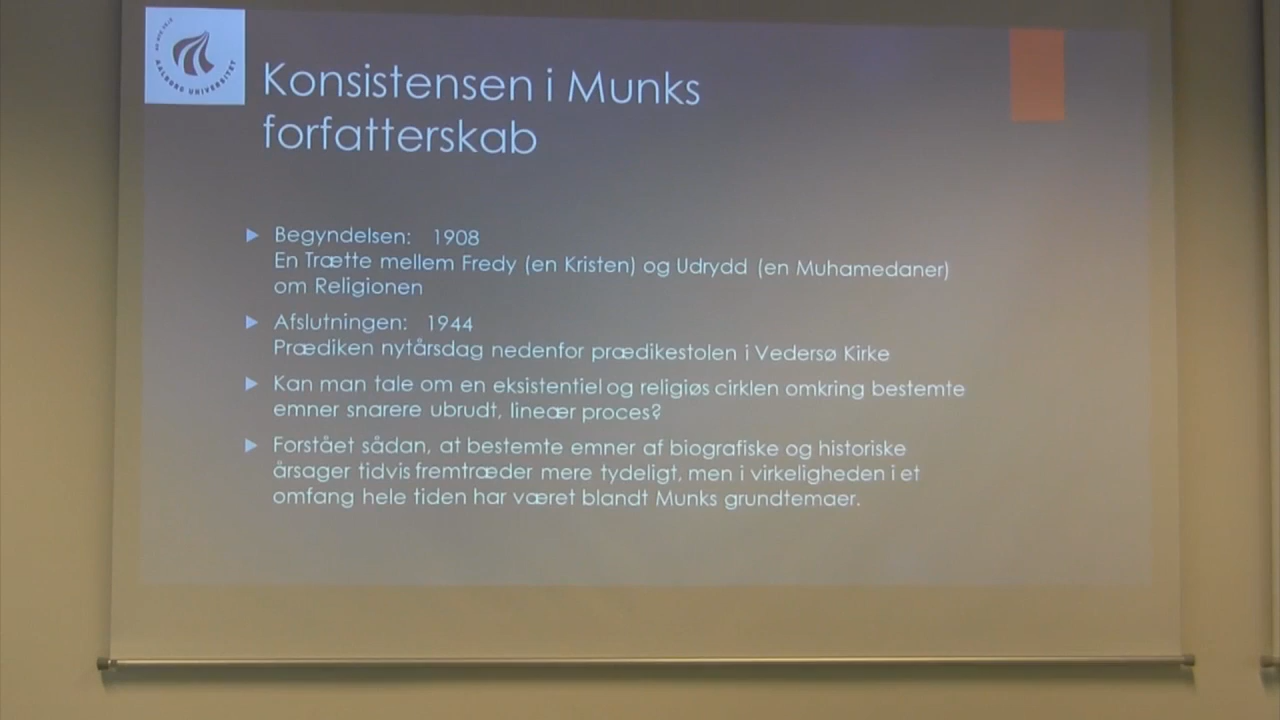 AALBORG UNIVERSITET
Konsistensen i Munks
forfatterskab
Begyndelsen: 1908
En Trætte mellem Fredy (en Kristen) og Udrydd (en Muhamedaner)
om Religionen
Afslutningen: 1944
Prædiken nytårsdag nedenfor prædikestolen i Vedersø Kirke
Kan man tale om en eksistentiel og religiøs cirklen omkring bestemte
emner snarere ubrudt, lineær proces?
Forstået sådan, at bestemte emner af biografiske og historiske
årsager tidvis fremtræder mere tydeligt, men i virkeligheden i et
omfang hele tiden har været blandt Munks grundtemaer.